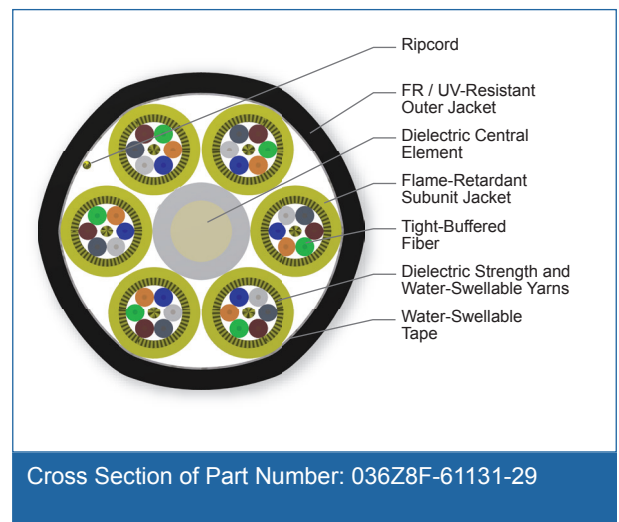 Ripcord
FR / UV-Resistant
Outer Jacket
Dielectric Central
Element
Flame-Retardant
Subunit Jacket
Tight-Buffered
Fiber
Dielectric Strength and
Water-Swellable Yarns
Water-Swellable
Tape
Cross Section of Part Number: 036Z8F-61131-29